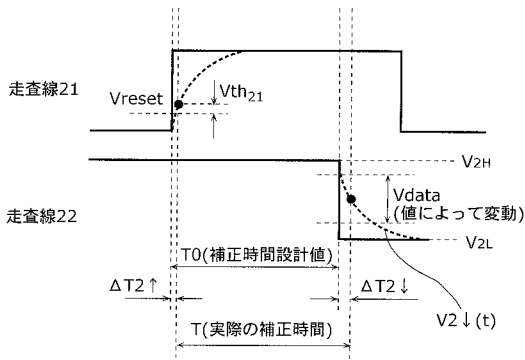 走査線21
Vreset
Vth21
走査線22
V2H
Vdata
(値によって変動)
V2L
T0(補正時間設計値)
ΔT2↑
ΔT2↓
V2↓(t)
T(実際の補正時間)